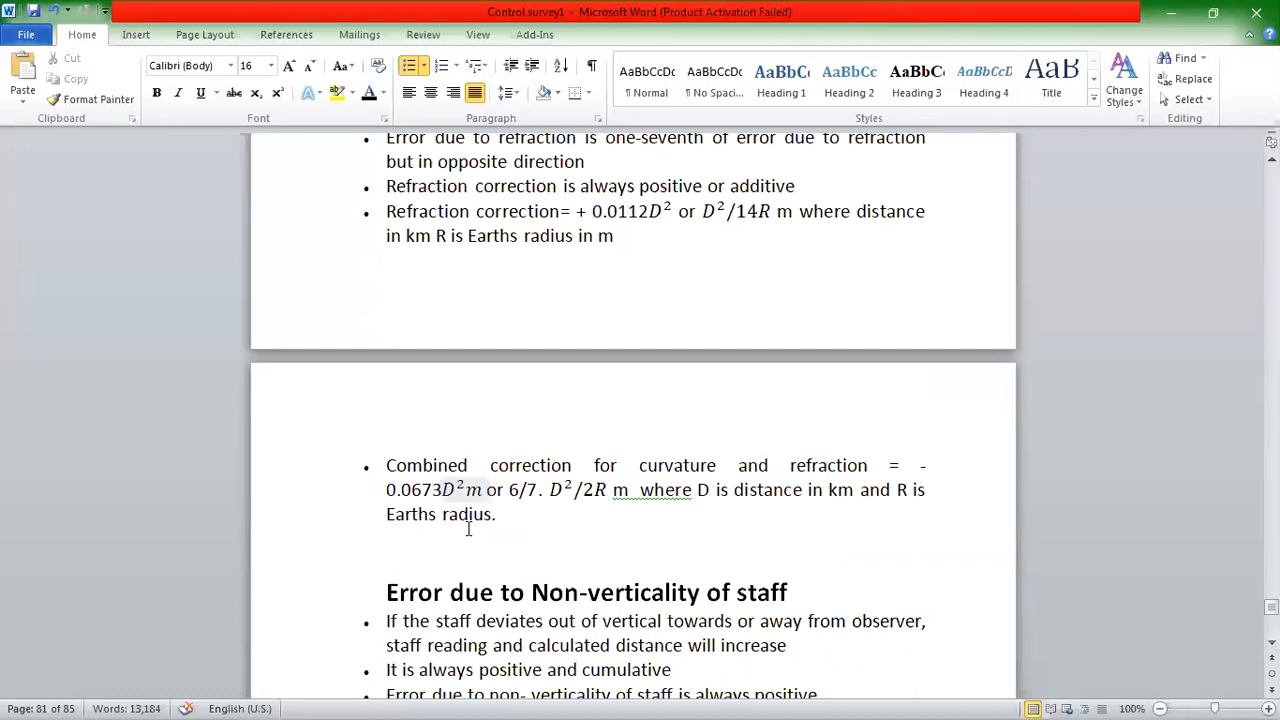 Control.survey1 - Microsoft Word (Product Activation Failed)
File Home Insert Page Layout References Mailings Review View Add-Ins
Paste Cut Copy Format Painter
Calibri (Body) 16 Aa
B I U abe x₂ x² A A
AaBbCcDc AaBbCcDc AaBbCc AaBbCc AaBbCc AaBbCcDc AaB
¶ Normal ¶ No Spaci... Heading 1 Heading 2 Heading 3 Heading 4 Title
Change Styles
Find Replace Select
Clipboard Font Paragraph Styles Editing
• Error due to refraction is one-seventh of error due to refraction
but in opposite direction
• Refraction correction is always positive or additive
• Refraction correction= + 0.0112D² or D²/14R m where distance
in km R is Earths radius in m
• Combined correction for curvature and refraction = -
0.0673D²m or 6/7. D²/2R m where D is distance in km and R is
Earths radius.
Error due to Non-verticality of staff
• If the staff deviates out of vertical towards or away from observer,
staff reading and calculated distance will increase
• It is always positive and cumulative
• Error due to non- verticality of staff is always positive
Page: 81 of 85 Words: 13,184 English (U.S.) 100%